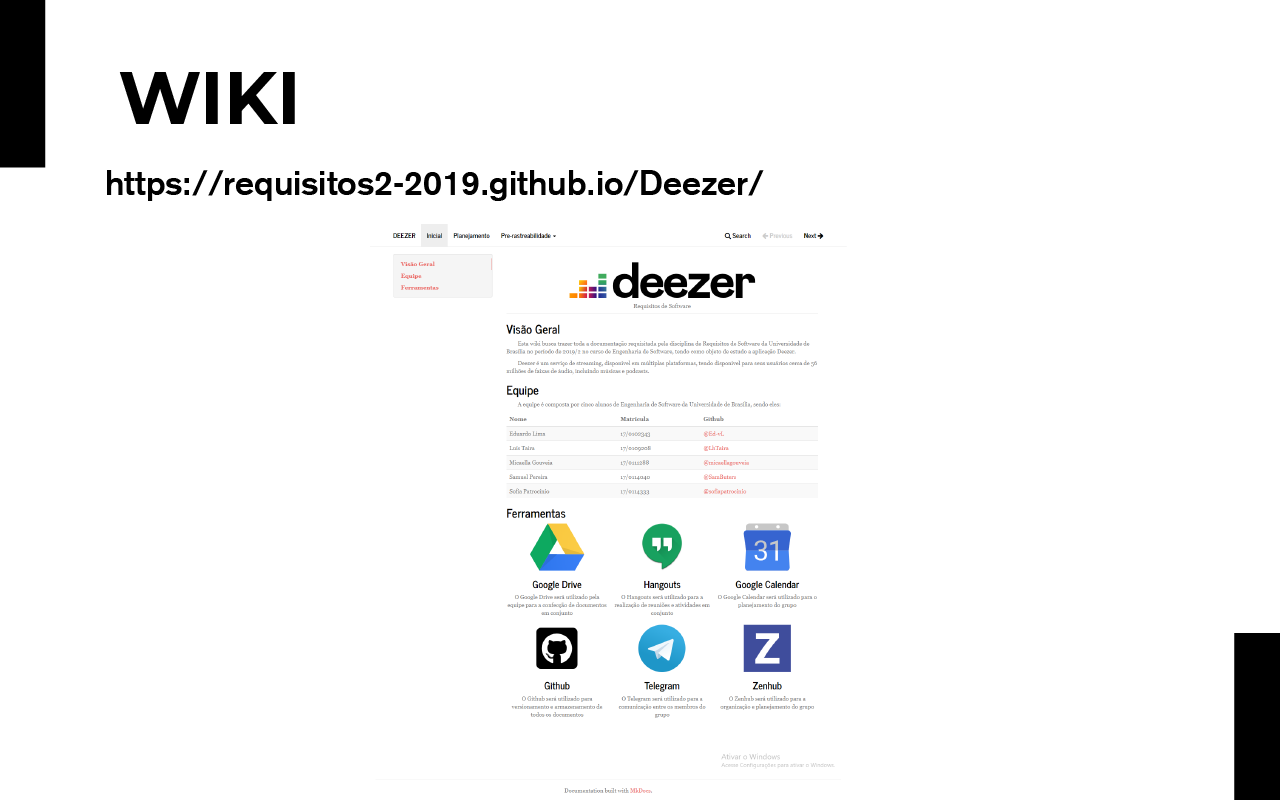 WIKI
https://requisitos2-2019.github.io/Deezer/
DEEZER Inicial Planejamento Pre-rastreabilidade Search Previous Next
Visão Geral
Equipe
Ferramentas
deezer
Requisitos de Software
Visão Geral
Esta wiki busca trazer toda a documentação requisitada pela disciplina de Requisitos de Software da Universidade de
Brasília no período de 2019/2 no curso de Engenharia de Software, tendo como objeto de estudo a aplicação Deezer.
Deezer é um serviço de streaming, disponível em múltiplas plataformas, tendo disponível para seus usuários cerca de 56
milhões de faixas de áudio, incluindo músicas e podcasts.
Equipe
A equipe é composta por cinco alunos de Engenharia de Software da Universidade de Brasília, sendo eles:
Nome Matrícula Github
Eduardo Lima 17/0102343
Luis Taira 17/0109208 @LhTaira
Micaella Gouveia 17/0111288 @micaellagouveia
Samuel Pereira 17/0114040
Sofia Patrocínio 17/0114333 @sofiapatrocinio
Ferramentas
31
Google Drive Hangouts Google Calendar
O Google Drive será utilizado pela O Hangouts será utilizado para a O Google Calendar será utilizado para o
equipe para a confecção de documentos realização de reuniões e atividades em planejamento do grupo
em conjunto conjunto
Z
Github Telegram Zenhub
O Github será utilizado para O Telegram será utilizado para a O Zenhub será utilizado para a
versionamento e armazenamento de comunicação entre os membros do organização e planejamento do grupo
todos os documentos grupo
Ativar o Windows
Acesse Configurações para ativar o Windows.
Documentation built with MkDocs.